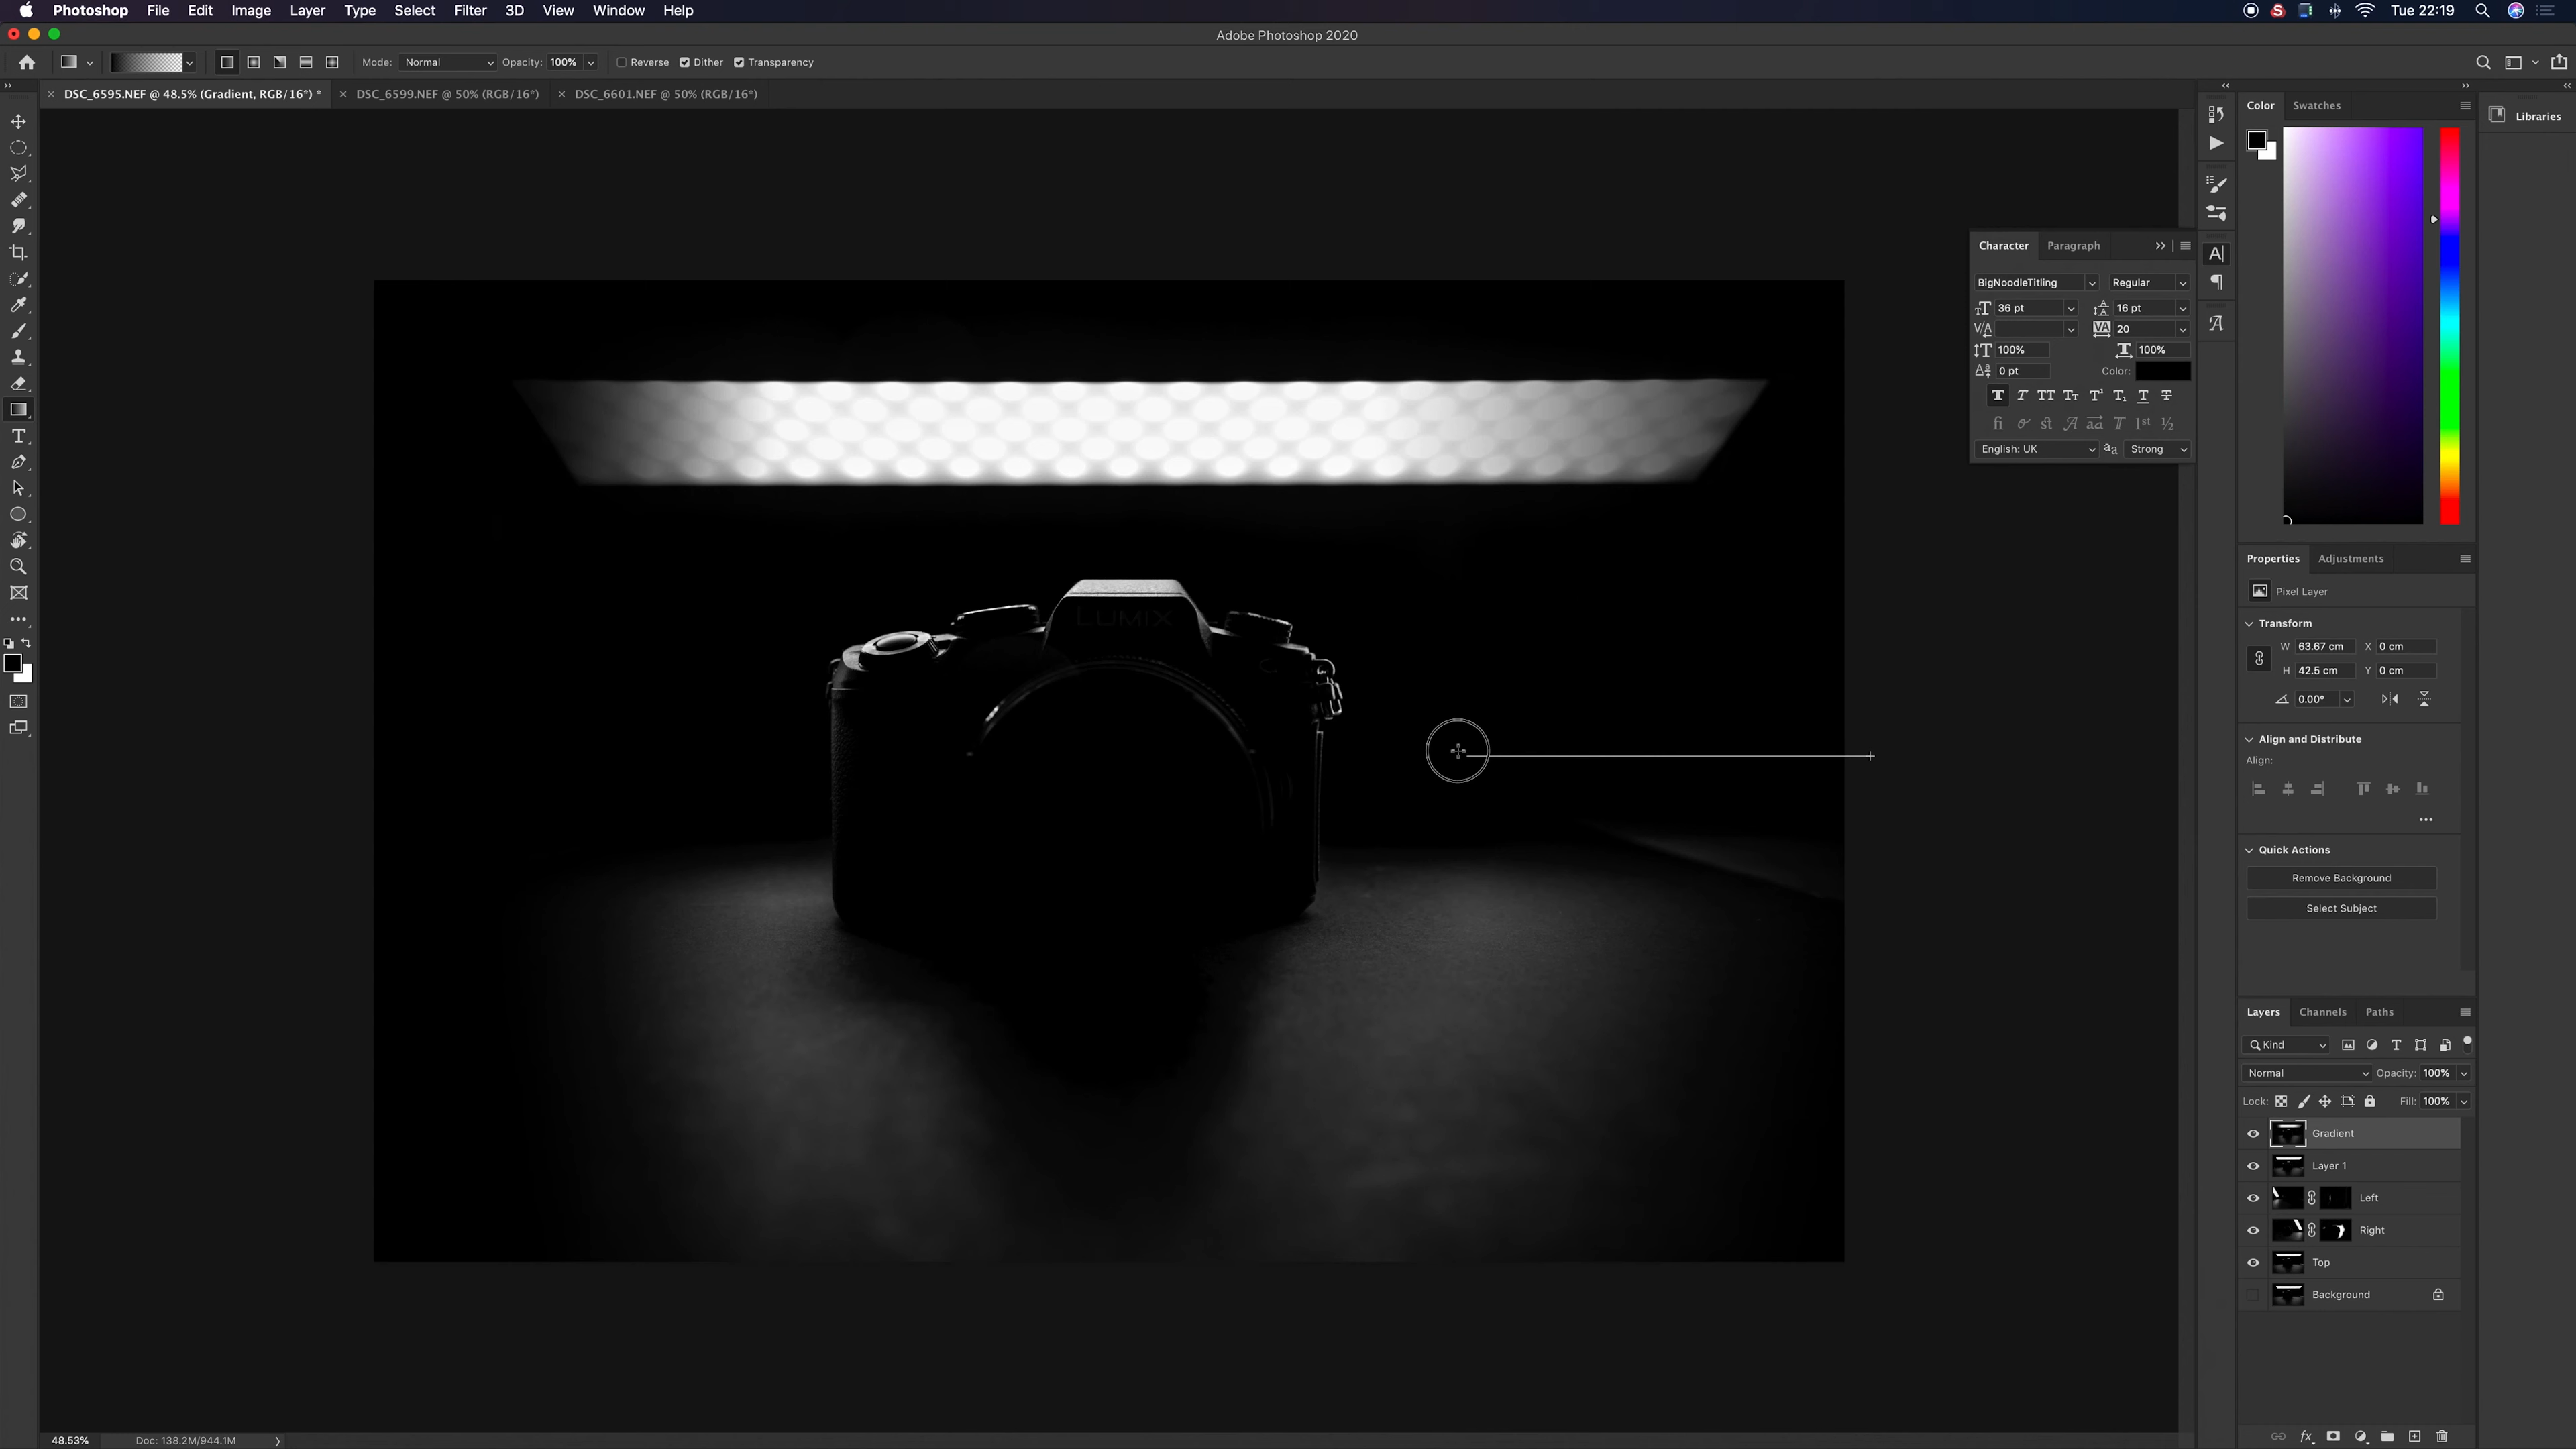 Photoshop File Edit Image Layer Type Select Filter 3D View Window Help Tue 22:19
Adobe Photoshop 2020
Mode: Normal Opacity: 100% Reverse Dither Transparency
DSC_6595.NEF @ 48.5% (Gradient, RGB/16*) * DSC_6599.NEF @ 50% (RGB/16*) DSC_6601.NEF @ 50% (RGB/16*)
Color Swatches
Libraries
Character Paragraph
BigNoodleTitling Regular
36 pt 16 pt
20
100% 100%
0 pt Color:
English: UK Strong
LUMIX
Properties Adjustments
Pixel Layer
Transform
W 63.67 cm X 0 cm
H 42.5 cm Y 0 cm
0.00°
Align and Distribute
Align:
Quick Actions
Remove Background
Select Subject
Layers Channels Paths
Kind
Normal Opacity: 100%
Lock: Fill: 100%
Gradient
Layer 1
Left
Right
Top
Background
48.53% Doc: 138.2M/944.1M